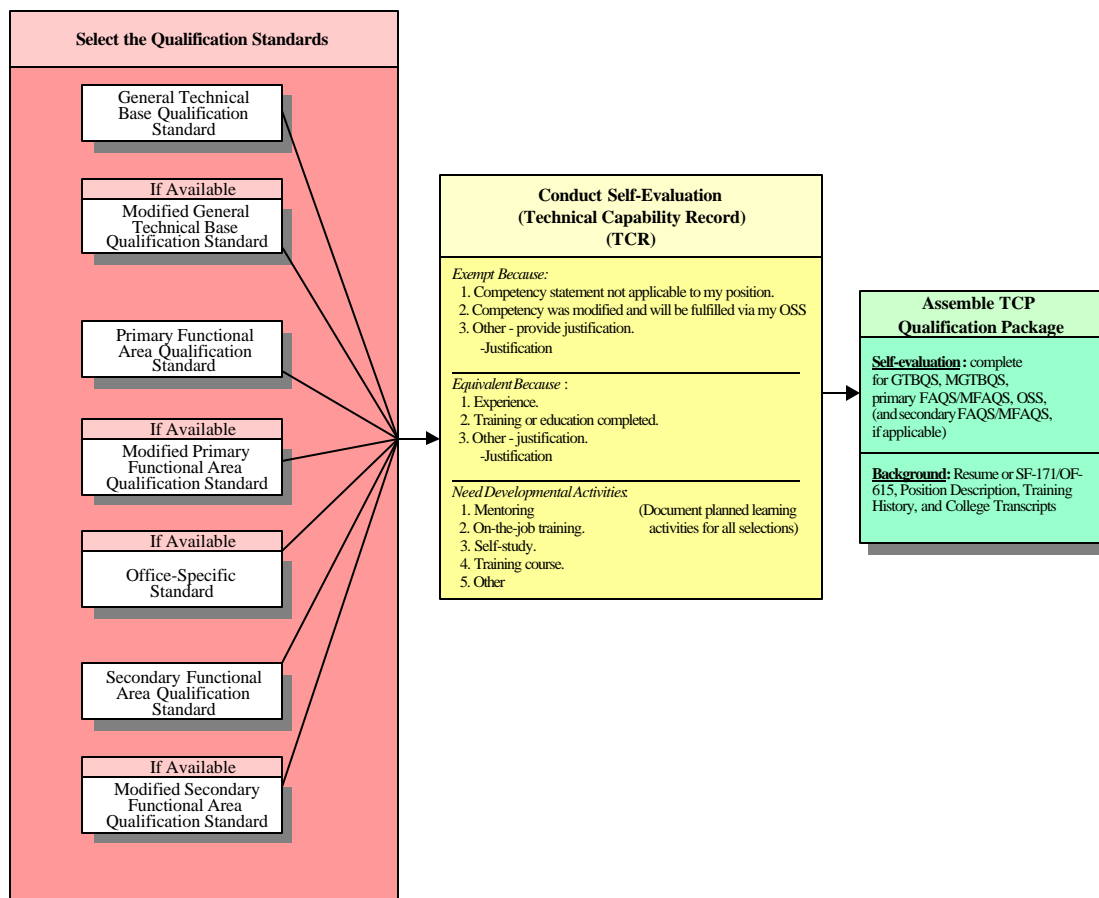 Select the Qualification Standards
General Technical
Base Qualification
Standard
If Available
Modified General
Technical Base
Qualification Standard
Primary Functional
Area Qualification
Standard
If Available
Modified Primary
Functional Area
Qualification Standard
If Available
Office-Specific
Standard
Secondary Functional
Area Qualification
Standard
If Available
Modified Secondary
Functional Area
Qualification Standard
Conduct Self-Evaluation
(Technical Capability Record)
(TCR)
Exempt Because:
1. Competency statement not applicable to my position.
2. Competency was modified and will be fulfilled via my OSS
3. Other - provide justification.
-Justification
Equivalent Because :
1. Experience.
2. Training or education completed.
3. Other - justification.
-Justification
Need Developmental Activities:
1. Mentoring (Document planned learning
2. On-the-job training. activities for all selections)
3. Self-study.
4. Training course.
5. Other
Assemble TCP
Qualification Package
Self-evaluation : complete
for GTBQS, MGTBQS,
primary FAQS/MFAQS, OSS,
(and secondary FAQS/MFAQS,
if applicable)
Background: Resume or SF-171/OF-
615, Position Description, Training
History, and College Transcripts